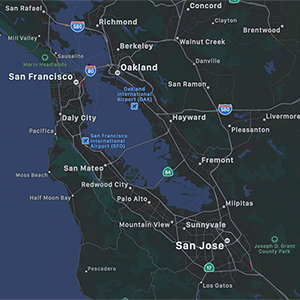 San Rafael
Concord
580
Richmond
Clayton
Mill Valley
Brentwood
Berkeley
Walnut Creek
Marin Headlands
Sausalito
Danville
Oakland
80
San Francisco
San Ramon
Oakland
International
Airport (OAK)
580
Daly City
Hayward
Livermore
Pacifica
San Francisco
International
Airport (SFO)
Pleasanton
San Mateo
Fremont
Moss Beach
84
Redwood City
Half Moon Bay
Palo Alto
Milpitas
Mountain View
Sunnyvale
San Jose
Joseph D. Grant
County Park
Pescadero
17
Los Gatos